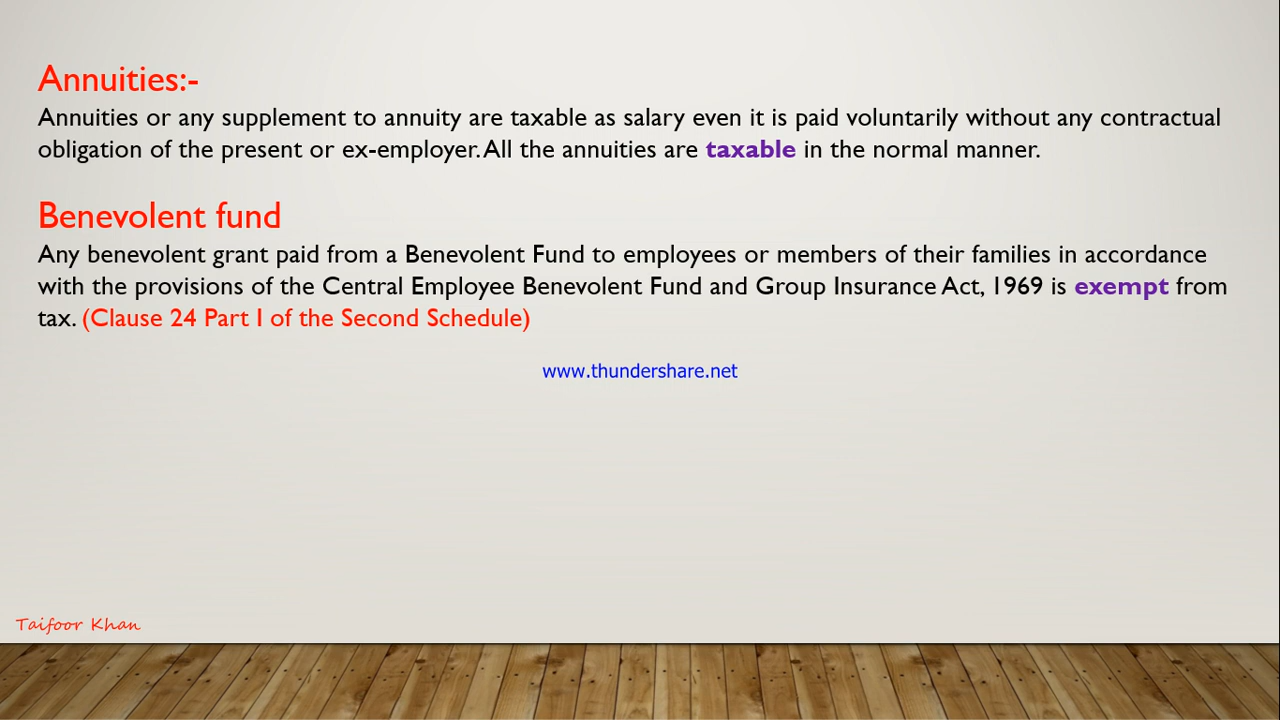 Annuities:-
Annuities or any supplement to annuity are taxable as salary even it is paid voluntarily without any contractual
obligation of the present or ex-employer. All the annuities are taxable in the normal manner.
Benevolent fund
Any benevolent grant paid from a Benevolent Fund to employees or members of their families in accordance
with the provisions of the Central Employee Benevolent Fund and Group Insurance Act, 1969 is exempt from
tax. (Clause 24 Part I of the Second Schedule)
www.thundershare.net
Taifoor Khan